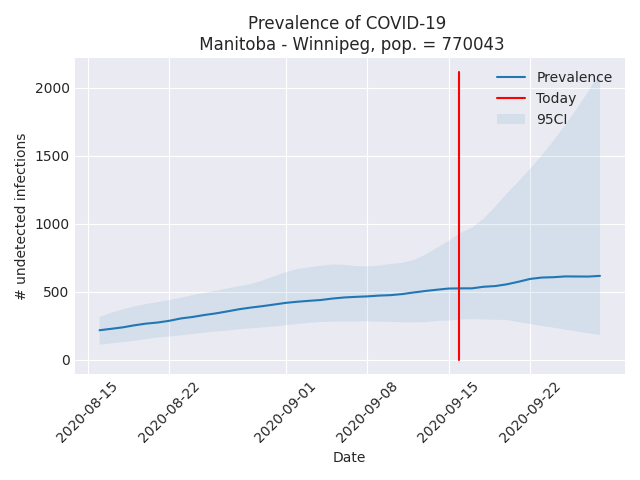 Prevalence of COVID-19
Manitoba - Winnipeg, pop. = 770043
Prevalence
Today
95CI
# undetected infections
2000
1500
1000
500
0
2020-08-15
2020-08-22
2020-09-01
2020-09-08
2020-09-15
2020-09-22
Date